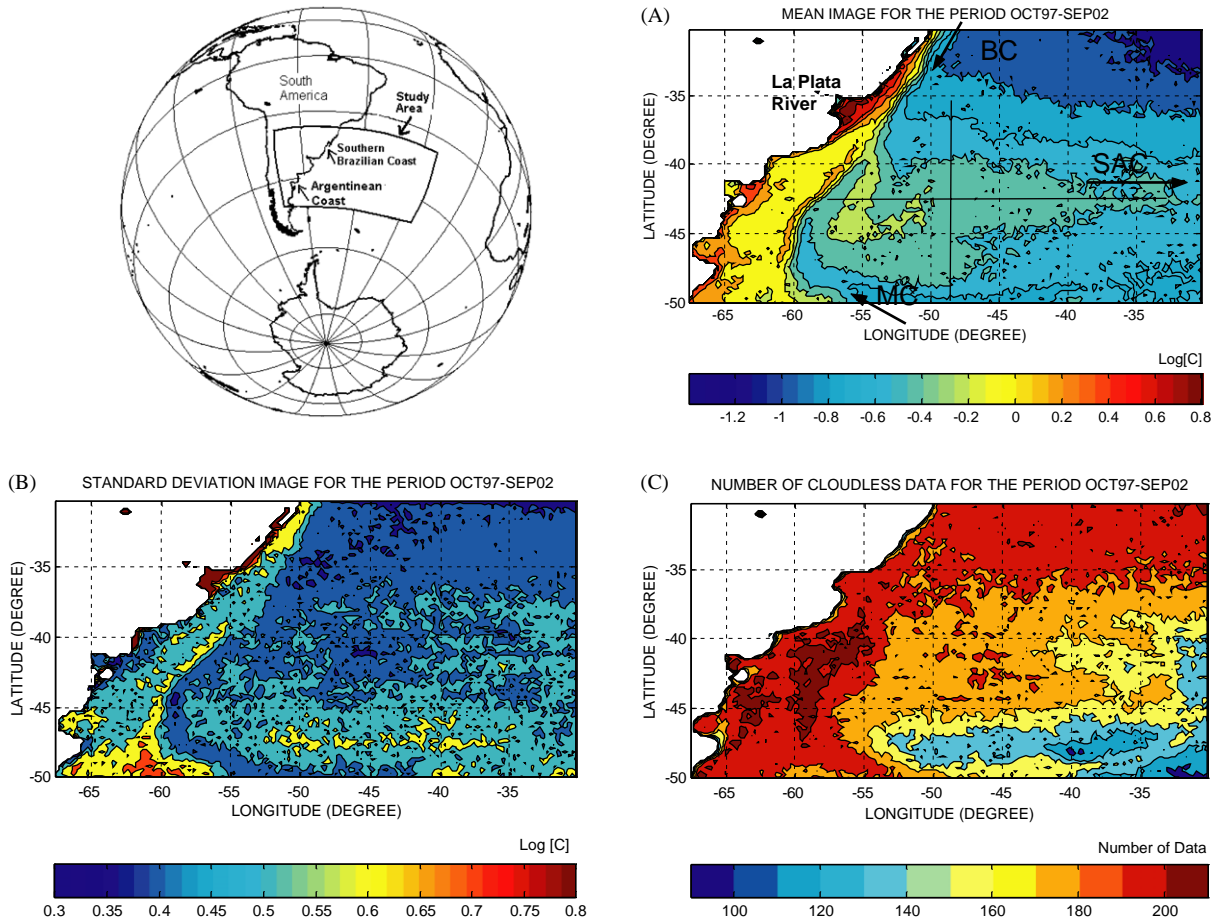 South
America
Study
Area
Southern
Brazilian Coast
Argentinean
Coast
(A)
MEAN IMAGE FOR THE PERIOD OCT97-SEP02
BC
La Plata
River
SAC
MC
LATITUDE (DEGREE)
-35
-40
-45
-50
-65 -60 -55 -50 -45 -40 -35
LONGITUDE (DEGREE)
Log[C]
-1.2 -1 -0.8 -0.6 -0.4 -0.2 0 0.2 0.4 0.6 0.8
(B)
STANDARD DEVIATION IMAGE FOR THE PERIOD OCT97-SEP02
LATITUDE (DEGREE)
-35
-40
-45
-50
-65 -60 -55 -50 -45 -40 -35
LONGITUDE (DEGREE)
Log [C]
0.3 0.35 0.4 0.45 0.5 0.55 0.6 0.65 0.7 0.75 0.8
(C)
NUMBER OF CLOUDLESS DATA FOR THE PERIOD OCT97-SEP02
LATITUDE (DEGREE)
-35
-40
-45
-50
-65 -60 -55 -50 -45 -40 -35
LONGITUDE (DEGREE)
Number of Data
100 120 140 160 180 200